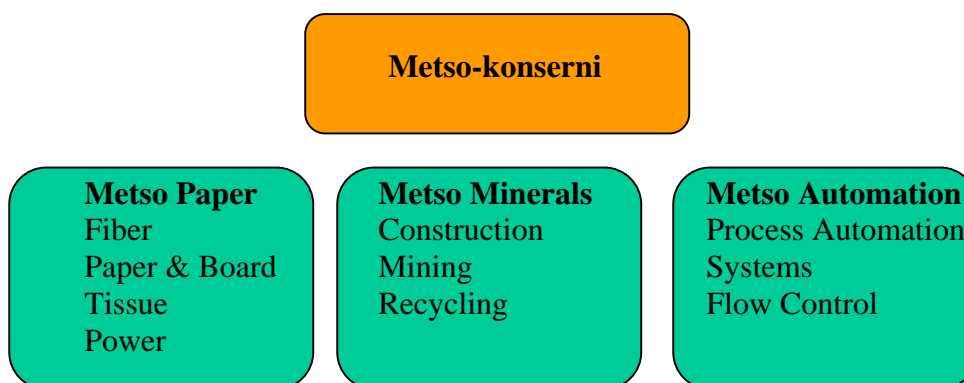 Metso-konserni
Metso Paper
Fiber
Paper & Board
Tissue
Power
Metso Minerals
Construction
Mining
Recycling
Metso Automation
Process Automation
Systems
Flow Control